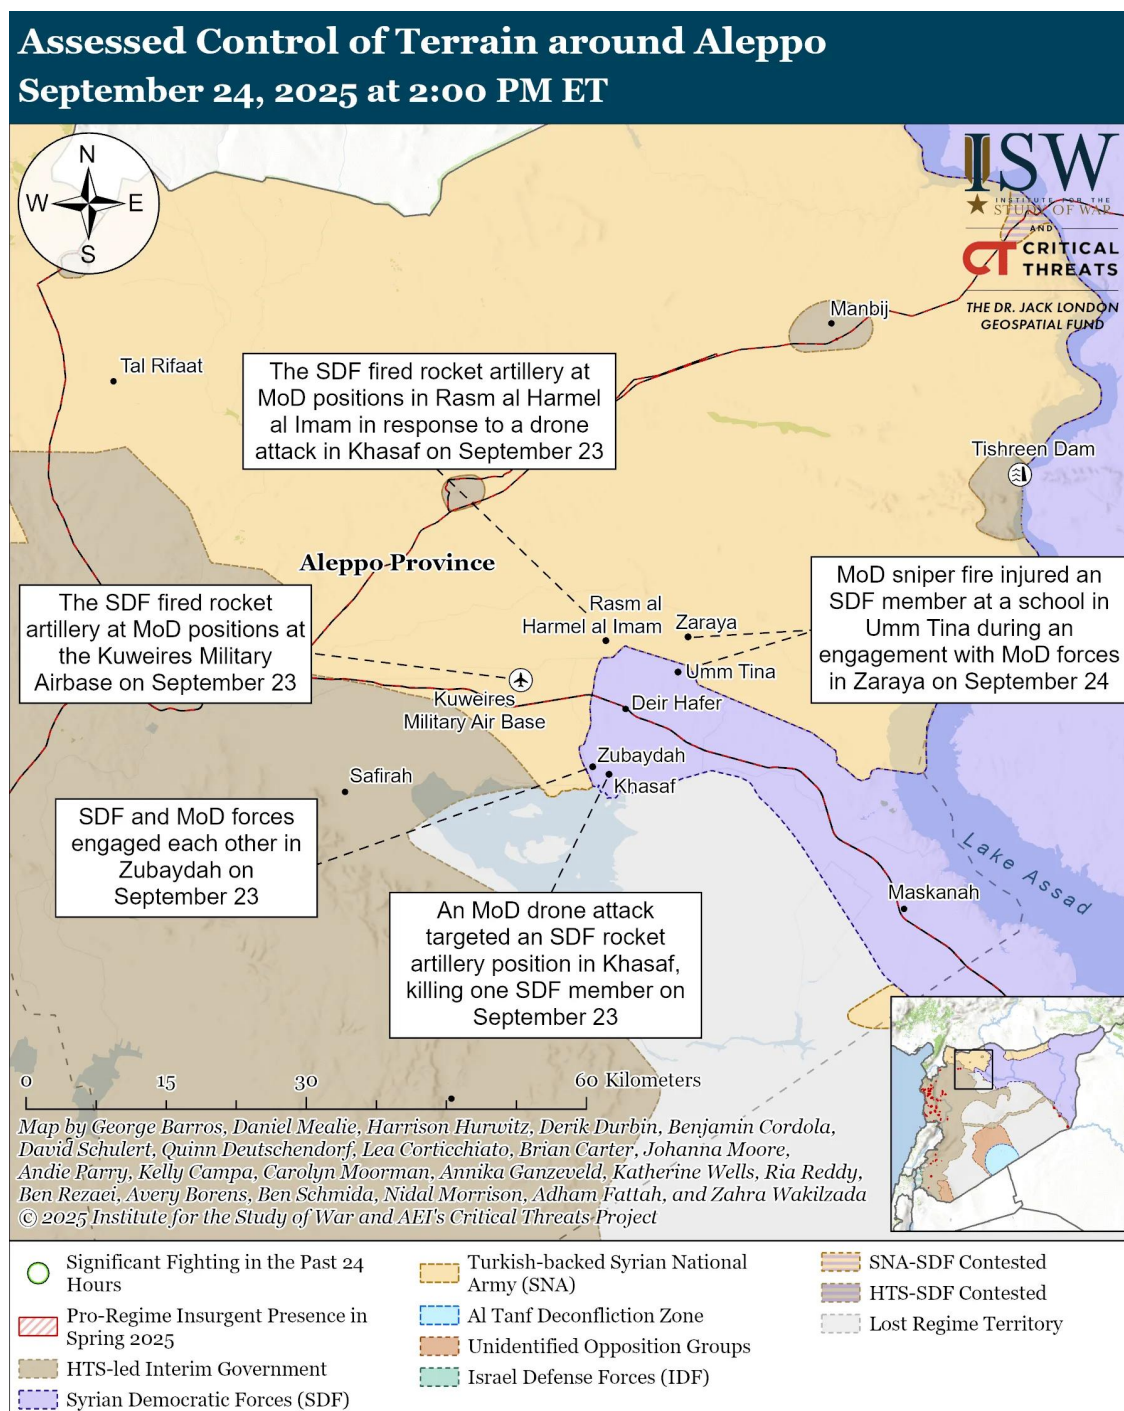 Assessed Control of Terrain around Aleppo
September 24, 2025 at 2:00 PM ET
N
W
E
S
ISW
INSTITUTE FOR THE
STUDY OF WAR
AND
CT CRITICAL
THREATS
THE DR. JACK LONDON
GEOSPATIAL FUND
Manbij
Tal Rifaat
The SDF fired rocket artillery at
MoD positions in Rasm al Harmel
al Imam in response to a drone
attack in Khasaf on September 23
Tishreen Dam
Aleppo Province
MoD sniper fire injured an
SDF member at a school in
Umm Tina during an
engagement with MoD forces
in Zaraya on September 24
The SDF fired rocket
artillery at MoD positions at
the Kuweires Military
Airbase on September 23
Rasm al
Harmel al Imam
Zaraya
Umm Tina
Kuweires
Military Air Base
Deir Hafer
Zubaydah
Khasaf
Safirah
SDF and MoD forces
engaged each other in
Zubaydah on
September 23
Lake Assad
Maskanah
An MoD drone attack
targeted an SDF rocket
artillery position in Khasaf,
killing one SDF member on
September 23
0 15 30 60 Kilometers
Map by George Barros, Daniel Mealie, Harrison Hurwitz, Derik Durbin, Benjamin Cordola,
David Schulert, Quinn Deutschendorf, Lea Corticchiato, Brian Carter, Johanna Moore,
Andie Parry, Kelly Campa, Carolyn Moorman, Annika Ganzeveld, Katherine Wells, Ria Reddy,
Ben Rezaei, Avery Borens, Ben Schmida, Nidal Morrison, Adham Fattah, and Zahra Wakilzada
© 2025 Institute for the Study of War and AEI's Critical Threats Project
Significant Fighting in the Past 24
Hours
Pro-Regime Insurgent Presence in
Spring 2025
HTS-led Interim Government
Syrian Democratic Forces (SDF)
Turkish-backed Syrian National
Army (SNA)
Al Tanf Deconfliction Zone
Unidentified Opposition Groups
Israel Defense Forces (IDF)
SNA-SDF Contested
HTS-SDF Contested
Lost Regime Territory